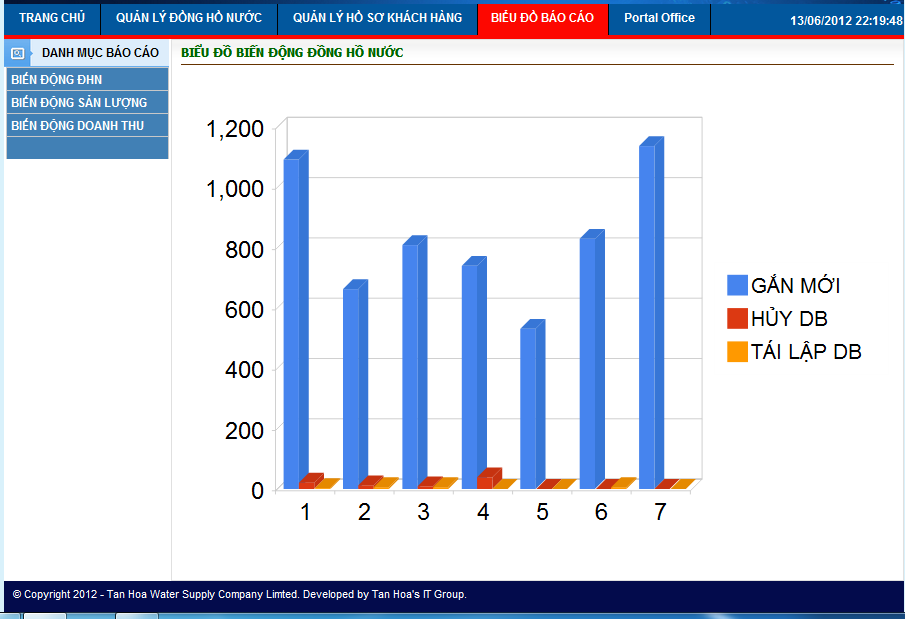 TRANG CHỦ QUẢN LÝ ĐỒNG HỒ NƯỚC QUẢN LÝ HỒ SƠ KHÁCH HÀNG BIỂU ĐỒ BÁO CÁO Portal Office 13/06/2012 22:19:48
DANH MỤC BÁO CÁO
BIẾN ĐỘNG ĐHN
BIẾN ĐỘNG SẢN LƯỢNG
BIẾN ĐỘNG DOANH THU
BIỂU ĐỒ BIẾN ĐỘNG ĐỒNG HỒ NƯỚC
1,200
1,000
800
600
400
200
0
1 2 3 4 5 6 7
GẮN MỚI
HỦY DB
TÁI LẬP DB
© Copyright 2012 - Tan Hoa Water Supply Company Limted. Developed by Tan Hoa's IT Group.